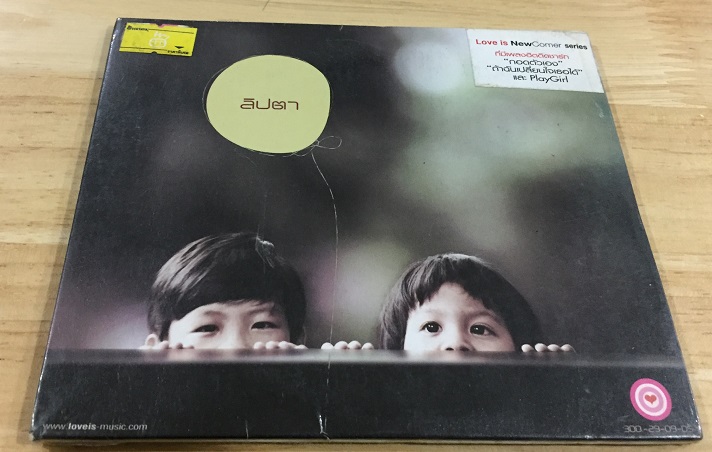 Love is NewComer series
ที่มีเพลงฮิตติดชาร์ท
"กอดตัวเอง"
"ถ้าฉันเปลี่ยนใจเธอได้"
และ PlayGirl
ลิปตา
www.loveis-music.com
300-29-09-05